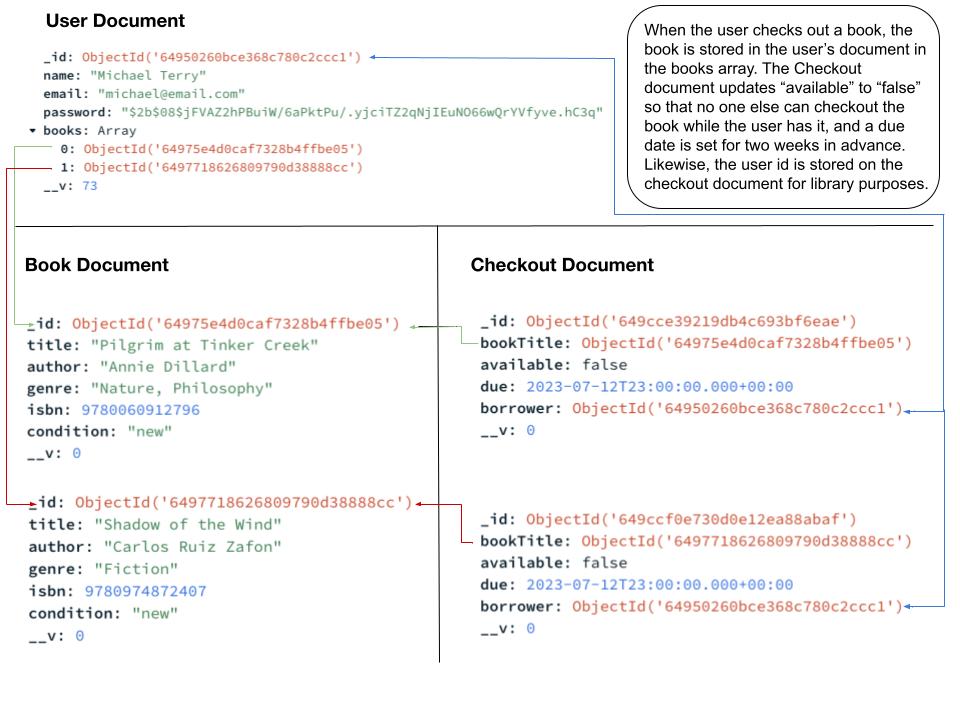 User Document
_id: ObjectId('64950260bce368c780c2ccc1')
name: "Michael Terry"
email: "michael@email.com"
password: "$2b$08$jFVAZ2hPBuiW/6aPktPu/.yjciTZ2qNjIEuNO66wQrYVfyve.hC3q"
books: Array
0: ObjectId('64975e4d0caf7328b4ffbe05')
1: ObjectId('6497718626809790d38888cc')
__v: 73
When the user checks out a book, the
book is stored in the user's document in
the books array. The Checkout
document updates “available” to “false”
so that no one else can checkout the
book while the user has it, and a due
date is set for two weeks in advance.
Likewise, the user id is stored on the
checkout document for library purposes.
Book Document
_id: ObjectId('64975e4d0caf7328b4ffbe05')
title: "Pilgrim at Tinker Creek"
author: "Annie Dillard"
genre: "Nature, Philosophy"
isbn: 9780060912796
condition: "new"
__v: 0
_id: ObjectId('6497718626809790d38888cc')
title: "Shadow of the Wind"
author: "Carlos Ruiz Zafon"
genre: "Fiction"
isbn: 9780974872407
condition: "new"
__v: 0
Checkout Document
_id: ObjectId('649cce39219db4c693bf6eae')
bookTitle: ObjectId('64975e4d0caf7328b4ffbe05')
available: false
due: 2023-07-12T23:00:00.000+00:00
borrower: ObjectId('64950260bce368c780c2ccc1')
__v: 0
_id: ObjectId('649ccf0e730d0e12ea88abaf')
bookTitle: ObjectId('6497718626809790d38888cc')
available: false
due: 2023-07-12T23:00:00.000+00:00
borrower: ObjectId('64950260bce368c780c2ccc1')
__v: 0